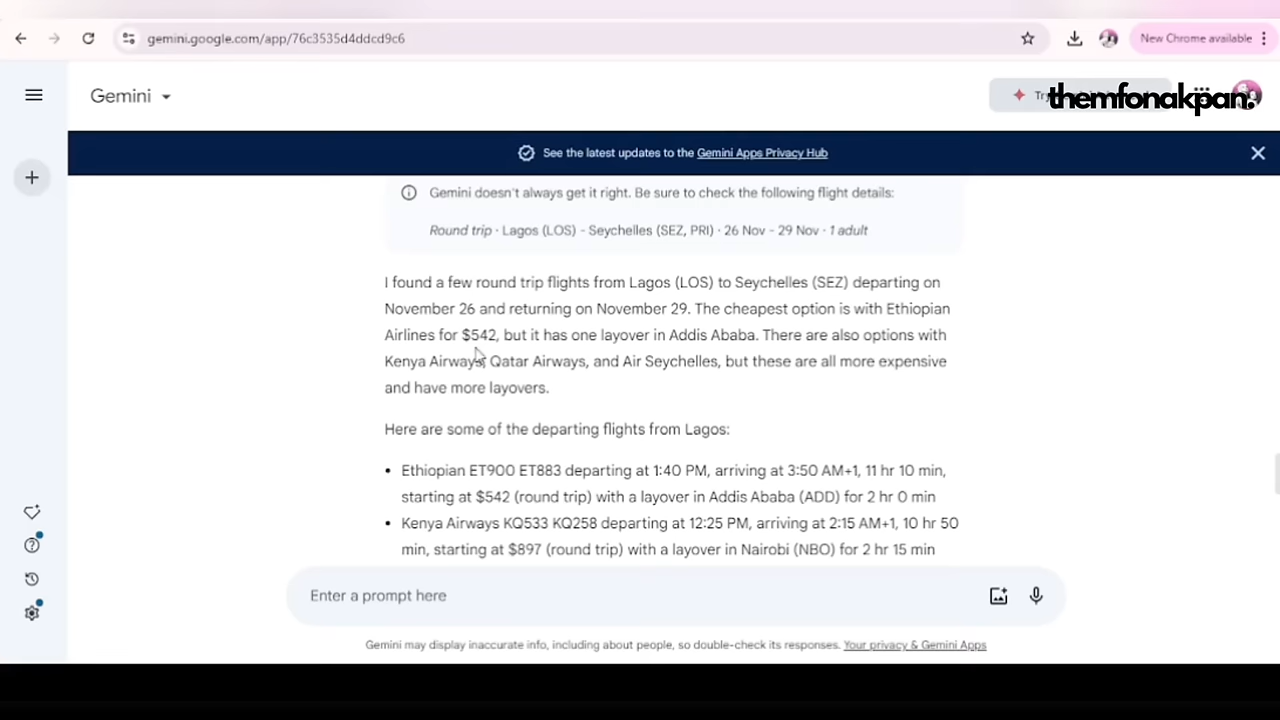 gemini.google.com/app/76c3535d4ddcd9c6
New Chrome available
Gemini
Try
themfonakpan.
See the latest updates to the Gemini Apps Privacy Hub
Gemini doesn't always get it right. Be sure to check the following flight details:
Round trip · Lagos (LOS) - Seychelles (SEZ, PRI) · 26 Nov - 29 Nov · 1 adult
I found a few round trip flights from Lagos (LOS) to Seychelles (SEZ) departing on
November 26 and returning on November 29. The cheapest option is with Ethiopian
Airlines for $542, but it has one layover in Addis Ababa. There are also options with
Kenya Airways, Qatar Airways, and Air Seychelles, but these are all more expensive
and have more layovers.
Here are some of the departing flights from Lagos:
• Ethiopian ET900 ET883 departing at 1:40 PM, arriving at 3:50 AM+1, 11 hr 10 min,
starting at $542 (round trip) with a layover in Addis Ababa (ADD) for 2 hr 0 min
• Kenya Airways KQ533 KQ258 departing at 12:25 PM, arriving at 2:15 AM+1, 10 hr 50
min, starting at $897 (round trip) with a layover in Nairobi (NBO) for 2 hr 15 min
Enter a prompt here
Gemini may display inaccurate info, including about people, so double-check its responses. Your privacy & Gemini Apps